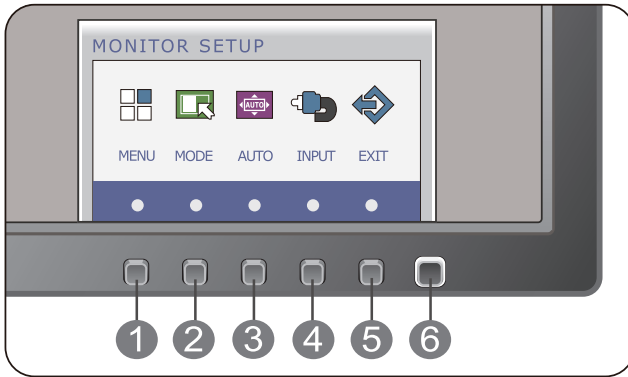 MONITOR SETUP
MENU MODE AUTO INPUT EXIT
AUTO
1 2 3 4 5 6